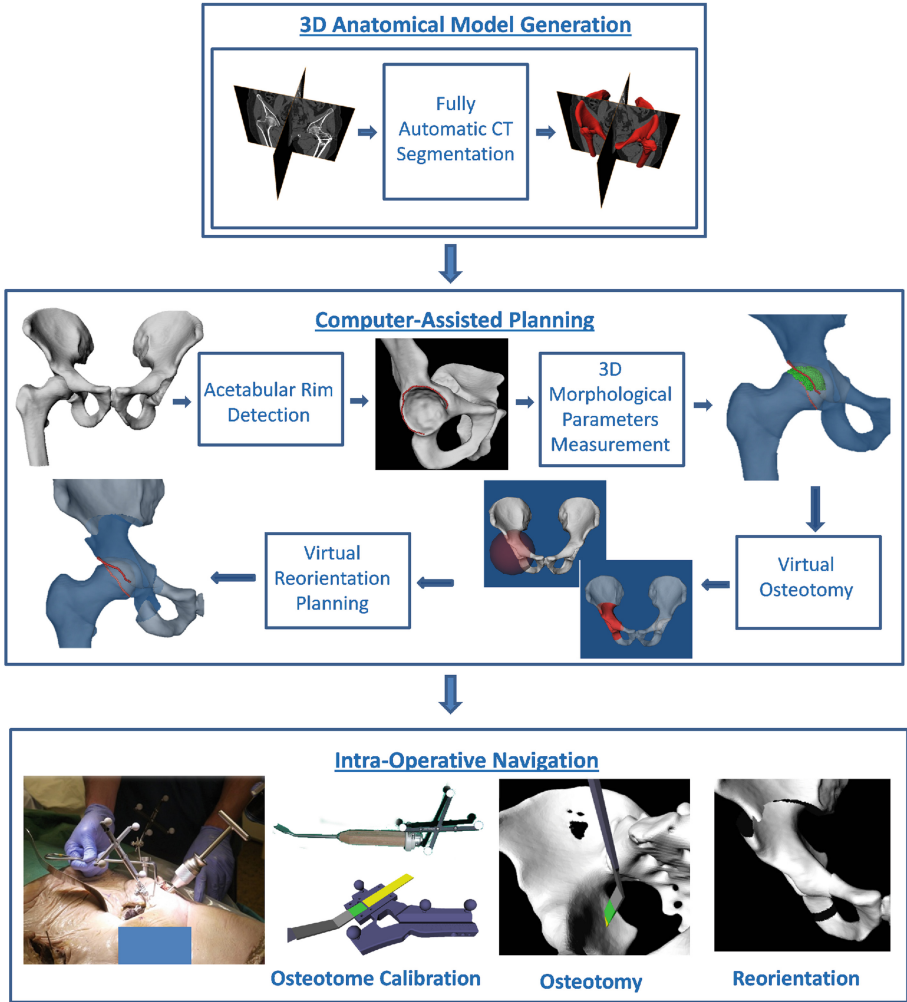 3D Anatomical Model Generation
Fully
Automatic CT
Segmentation
Computer-Assisted Planning
Acetabular Rim
Detection
3D
Morphological
Parameters
Measurement
Virtual
Osteotomy
Virtual
Reorientation
Planning
Intra-Operative Navigation
Osteotome Calibration
Osteotomy
Reorientation